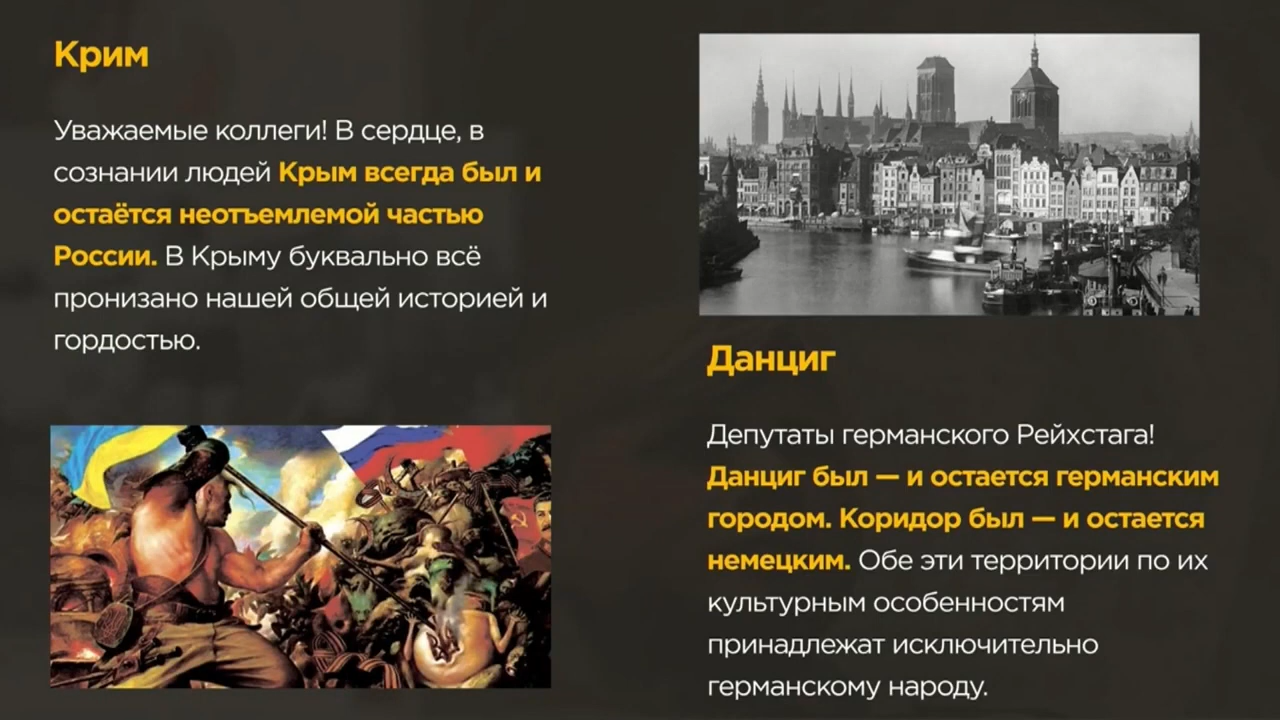 Крим
Уважаемые коллеги! В сердце, в
сознании людей Крым всегда был и
остаётся неотъемлемой частью
России. В Крыму буквально всё
пронизано нашей общей историей и
гордостью.
Данциг
Депутаты германского Рейхстага!
Данциг был — и остается германским
городом. Коридор был — и остается
немецким. Обе эти территории по их
культурным особенностям
принадлежат исключительно
германскому народу.